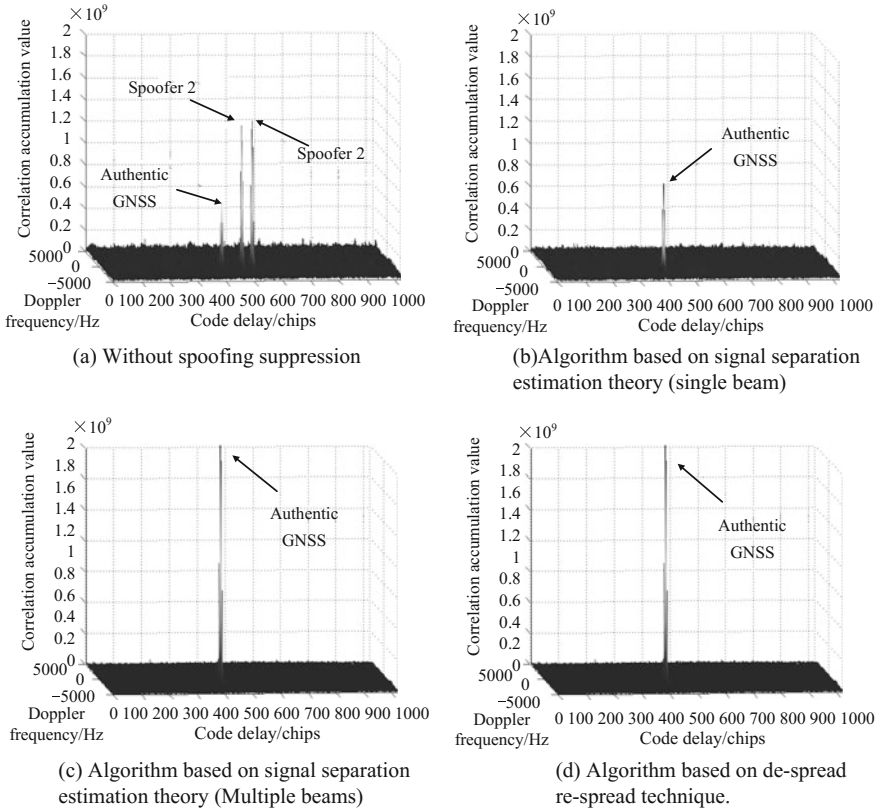 ×10⁹
2
1.8
1.6
1.4
1.2
1
0.8
0.6
0.4
0.2
0
Correlation accumulation value
Spoofer 2
Spoofer 2
Authentic
GNSS
5000
0
−5000
Doppler
frequency/Hz
0 100 200 300 400 500 600 700 800 900 1000
Code delay/chips
(a) Without spoofing suppression
×10⁹
2
1.8
1.6
1.4
1.2
1
0.8
0.6
0.4
0.2
0
Correlation accumulation value
Authentic
GNSS
5000
0
−5000
Doppler
frequency/Hz
0 100 200 300 400 500 600 700 800 900 1000
Code delay/chips
(b)Algorithm based on signal separation
estimation theory (single beam)
×10⁹
2
1.8
1.6
1.4
1.2
1
0.8
0.6
0.4
0.2
0
Correlation accumulation value
Authentic
GNSS
5000
0
−5000
Doppler
frequency/Hz
0 100 200 300 400 500 600 700 800 900 1000
Code delay/chips
(c) Algorithm based on signal separation
estimation theory (Multiple beams)
×10⁹
2
1.8
1.6
1.4
1.2
1
0.8
0.6
0.4
0.2
0
Correlation accumulation value
Authentic
GNSS
5000
0
−5000
Doppler
frequency/Hz
0 100 200 300 400 500 600 700 800 900 1000
Code delay/chips
(d) Algorithm based on de-spread
re-spread technique.